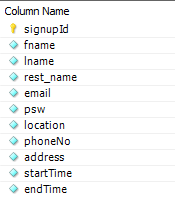 Column Name
signupId
fname
lname
rest_name
email
psw
location
phoneNo
address
startTime
endTime